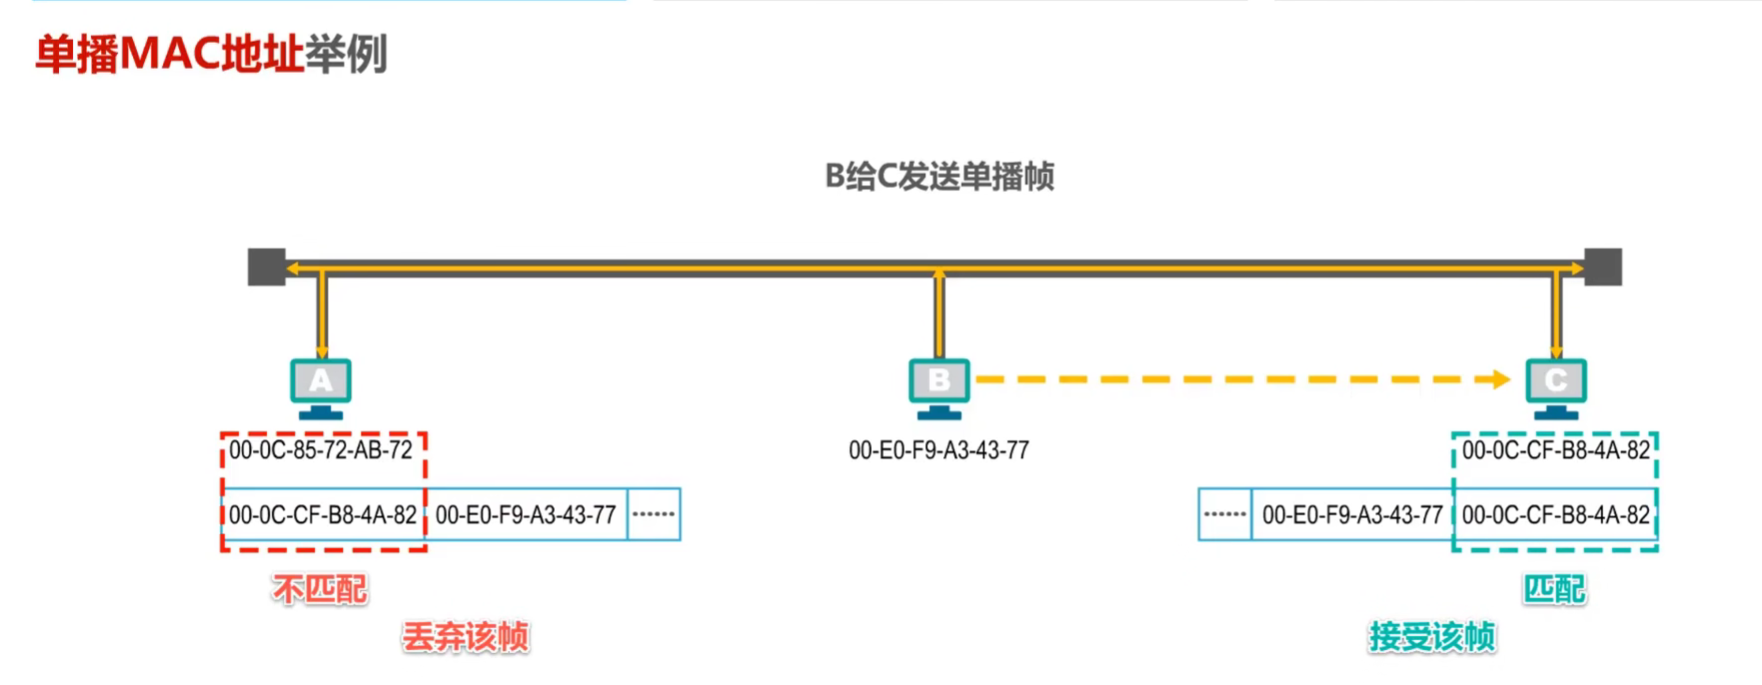 单播MAC地址举例
B给C发送单播帧
A
B
C
00-0C-85-72-AB-72
00-E0-F9-A3-43-77
00-0C-CF-B8-4A-82
00-0C-CF-B8-4A-82 00-E0-F9-A3-43-77 ······
······ 00-E0-F9-A3-43-77 00-0C-CF-B8-4A-82
不匹配
匹配
丢弃该帧
接受该帧